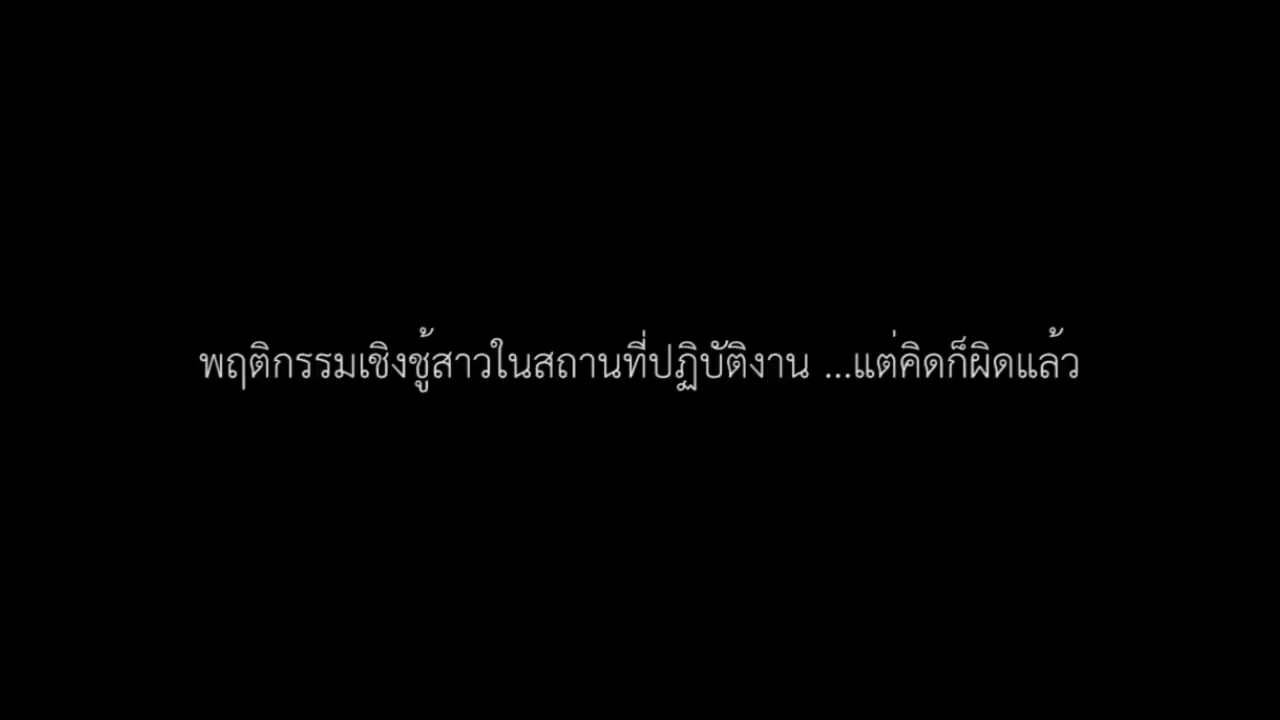 พฤติกรรมเชิงชู้สาวในสถานที่ปฏิบัติงาน ...แต่คิดก็ผิดแล้ว